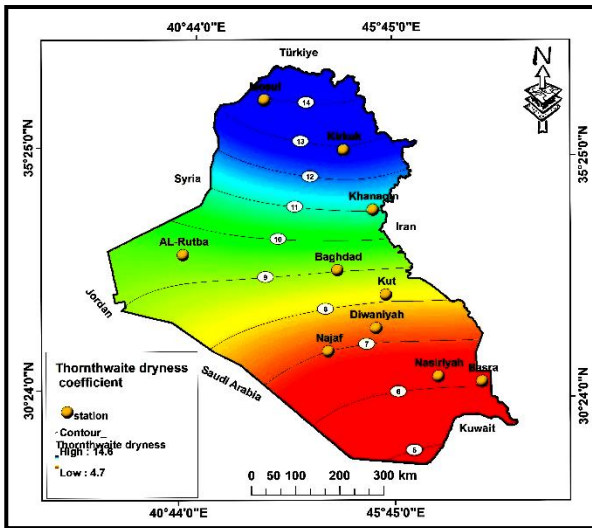 40°44'0"E 45°45'0"E
Türkiye
N
Mosul
14
35°25'0"N 35°25'0"N
13
Kirkuk
12
Syria
Khanaqin
11
Iran
10
AL-Rutba
Baghdad
9
Kut
Jordan
8
Diwaniyah
Najaf
7
Thornthwaite dryness
coefficient
Saudi Arabia
Nasiriyah
Basra
30°24'0"N 30°24'0"N
6
station
Kuwait
Contour_
Thornthwaite dryness
High : 14.6
5
Low : 4.7
0 50 100 200 300 km
40°44'0"E 45°45'0"E